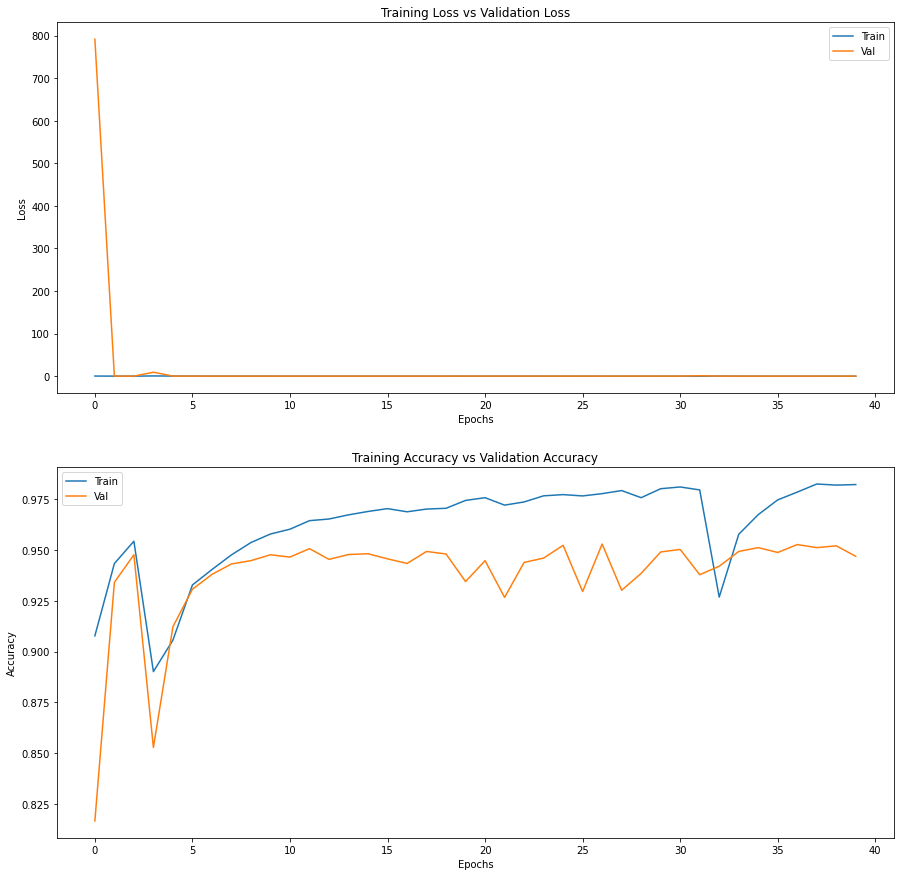 Training Loss vs Validation Loss
800
700
600
500
400
300
200
100
0
Loss
Train
Val
0 5 10 15 20 25 30 35 40
Epochs
Training Accuracy vs Validation Accuracy
Train
Val
0.975
0.950
0.925
0.900
0.875
0.850
0.825
Accuracy
0 5 10 15 20 25 30 35 40
Epochs